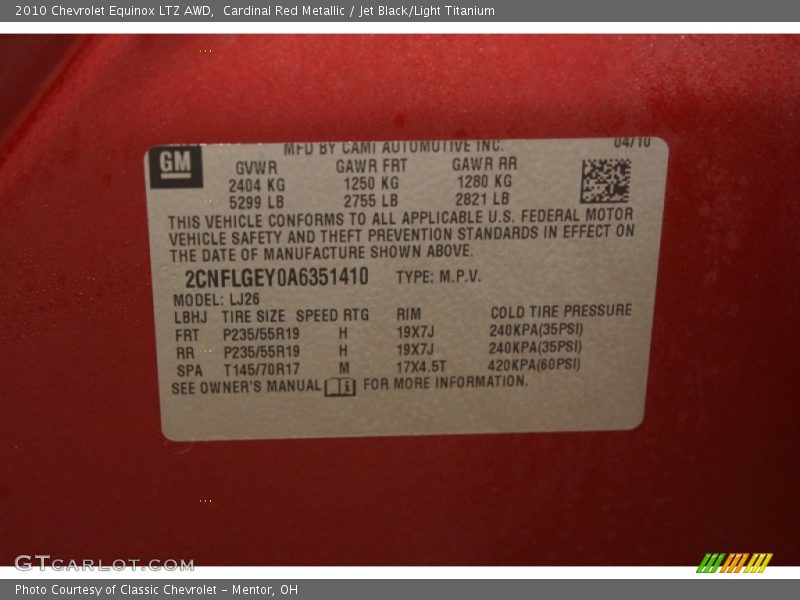 2010 Chevrolet Equinox LTZ AWD,  Cardinal Red Metallic / Jet Black/Light Titanium
MFD BY CAMI AUTOMOTIVE INC. 04/10
GM GVWR GAWR FRT GAWR RR
2404 KG 1250 KG 1280 KG
5299 LB 2755 LB 2821 LB
THIS VEHICLE CONFORMS TO ALL APPLICABLE U.S. FEDERAL MOTOR
VEHICLE SAFETY AND THEFT PREVENTION STANDARDS IN EFFECT ON
THE DATE OF MANUFACTURE SHOWN ABOVE.
2CNFLGEY0A6351410 TYPE: M.P.V.
MODEL: LJ26
LBHJ TIRE SIZE SPEED RTG RIM COLD TIRE PRESSURE
FRT P235/55R19 H 19X7J 240KPA(35PSI)
RR P235/55R19 H 19X7J 240KPA(35PSI)
SPA T145/70R17 M 17X4.5T 420KPA(60PSI)
SEE OWNER'S MANUAL FOR MORE INFORMATION.
GTCARLOT.COM
Photo Courtesy of Classic Chevrolet - Mentor, OH